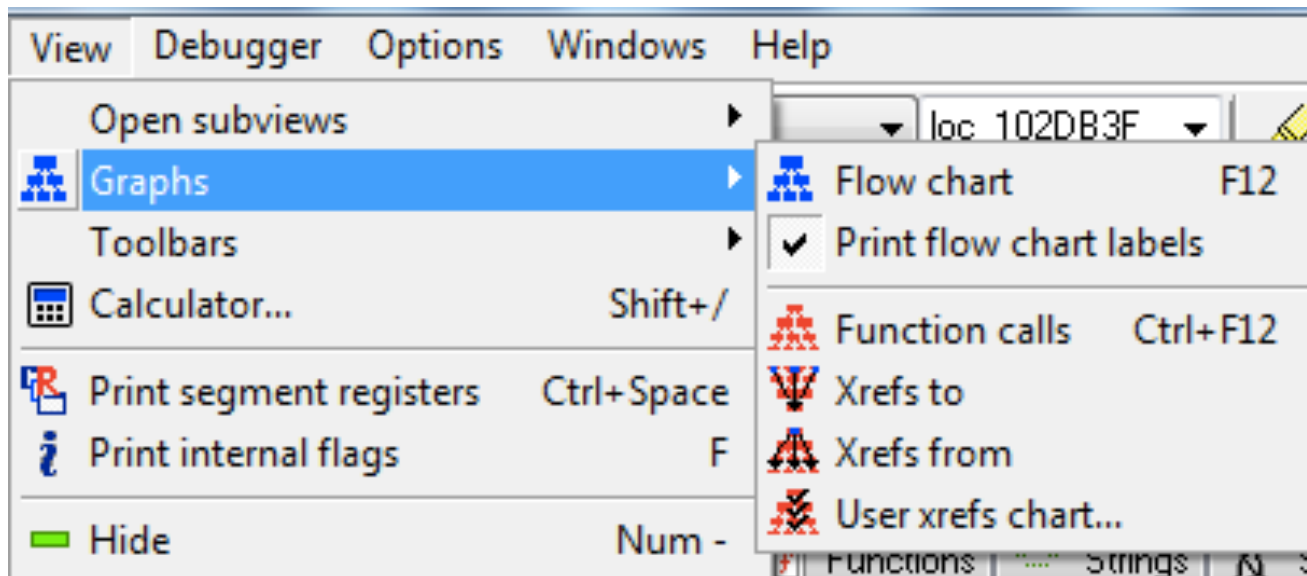 View Debugger Options Windows Help
Open subviews
loc_102DB3F
Graphs
Flow chart F12
Toolbars
Print flow chart labels
Calculator... Shift+/
Function calls Ctrl+F12
Print segment registers Ctrl+Space
Xrefs to
Print internal flags F
Xrefs from
User xrefs chart...
Hide Num -
Functions Strings